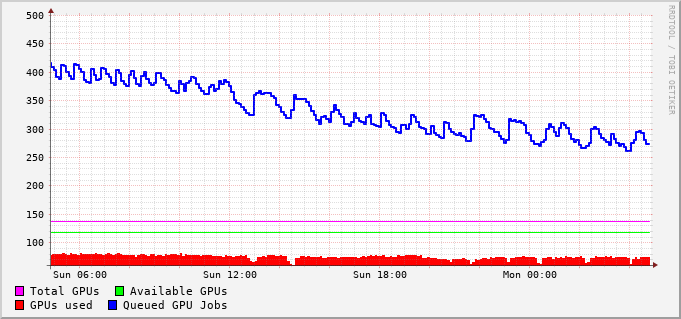 500
450
400
350
300
250
200
150
100
Sun 06:00 Sun 12:00 Sun 18:00 Mon 00:00
Total GPUs Available GPUs
GPUs used Queued GPU Jobs
RRDTOOL / TOBI OETIKER